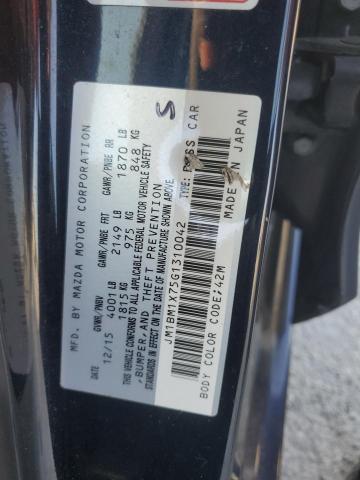 MFD. BY MAZDA MOTOR CORPORATION
GVWR/PNBV GAWR/PNBE FRT GAWR/PNBE RR
12/15 4001 LB 2149 LB 1870 LB
1815 KG 975 KG 848 KG
THIS VEHICLE CONFORMS TO ALL APPLICABLE FEDERAL MOTOR VEHICLE SAFETY
,BUMPER,AND THEFT PREVENTION
STANDARDS IN EFFECT ON THE DATE OF MANUFACTURE SHOWN ABOVE.
S
JM1BM1X75G1310042 TYPE: CAR
BODY COLOR CODE;42M MADE IN JAPAN